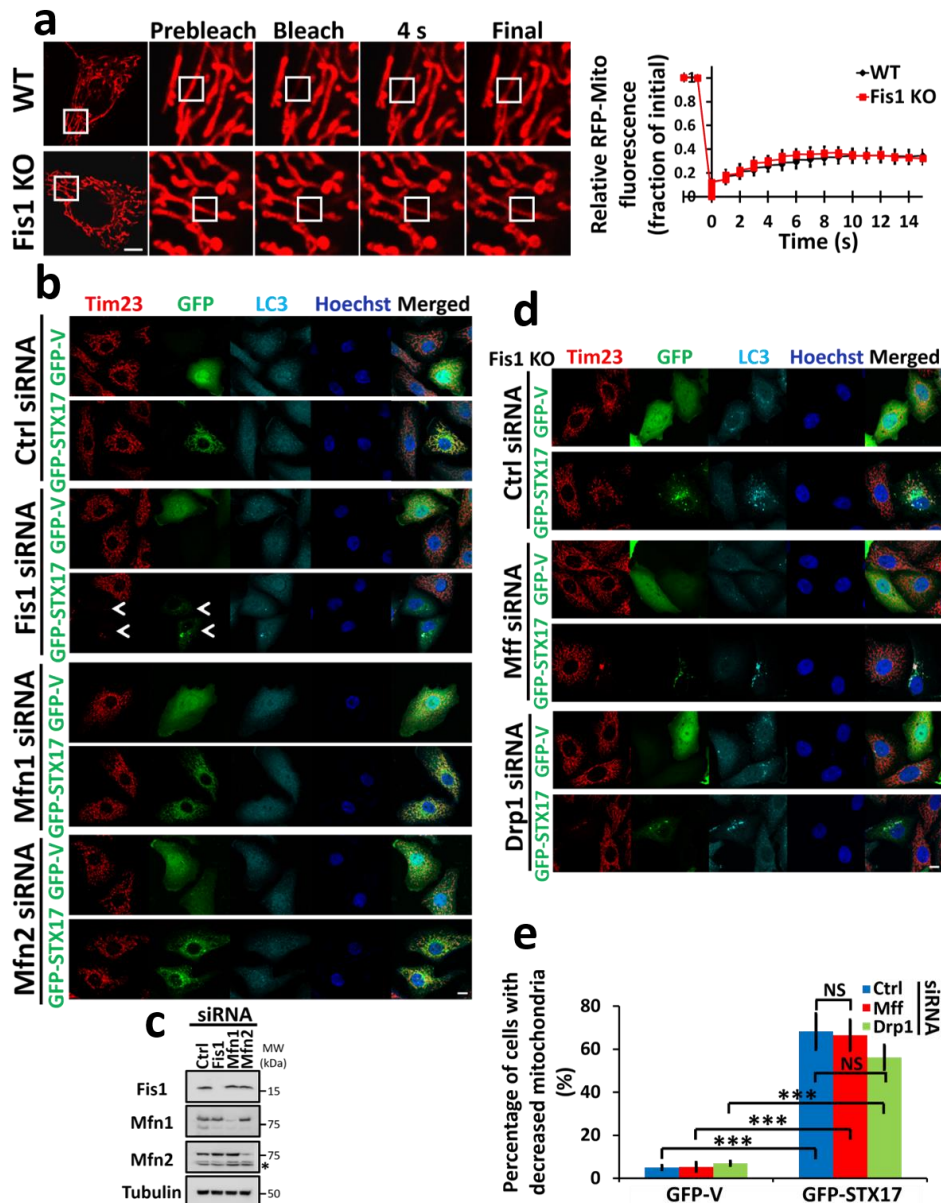 a
Prebleach Bleach 4 s Final
WT
Fis1 KO
Relative RFP-Mito
fluorescence
(fraction of initial)
1
0.8
0.6
0.4
0.2
0
0 2 4 6 8 10 12 14
Time (s)
WT
Fis1 KO
b
Tim23 GFP LC3 Hoechst Merged
Ctrl siRNA
GFP-V
GFP-STX17
Fis1 siRNA
GFP-V
GFP-STX17
Mfn1 siRNA
GFP-V
GFP-STX17
Mfn2 siRNA
GFP-V
GFP-STX17
c
siRNA
Ctrl Fis1 Mfn1 Mfn2
MW
(kDa)
Fis1 15
Mfn1 75
Mfn2 75
*
Tubulin 50
d
Fis1 KO Tim23 GFP LC3 Hoechst Merged
Ctrl siRNA
GFP-V
GFP-STX17
Mff siRNA
GFP-V
GFP-STX17
Drp1 siRNA
GFP-V
GFP-STX17
e
Percentage of cells with
decreased mitochondria
(%)
80
60
40
20
0
NS
Ctrl
Mff
Drp1
siRNA
NS
***
***
***
GFP-V GFP-STX17